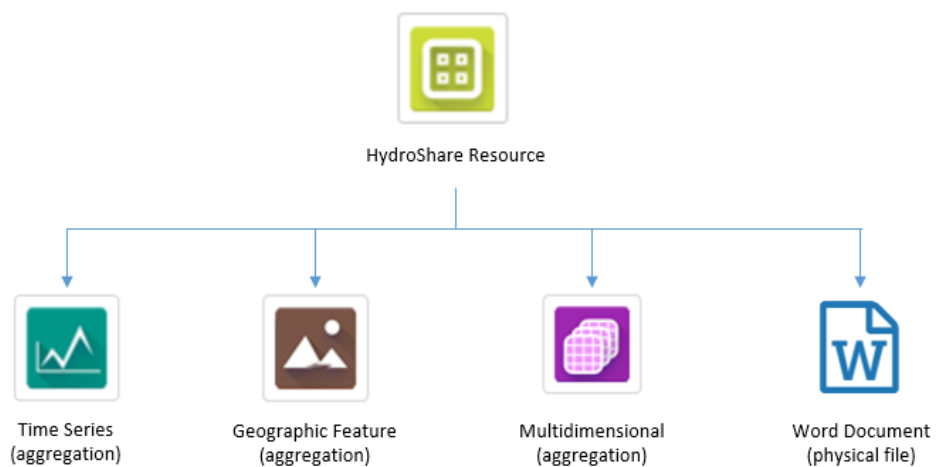 HydroShare Resource
Time Series
(aggregation)
Geographic Feature
(aggregation)
Multidimensional
(aggregation)
W
Word Document
(physical file)